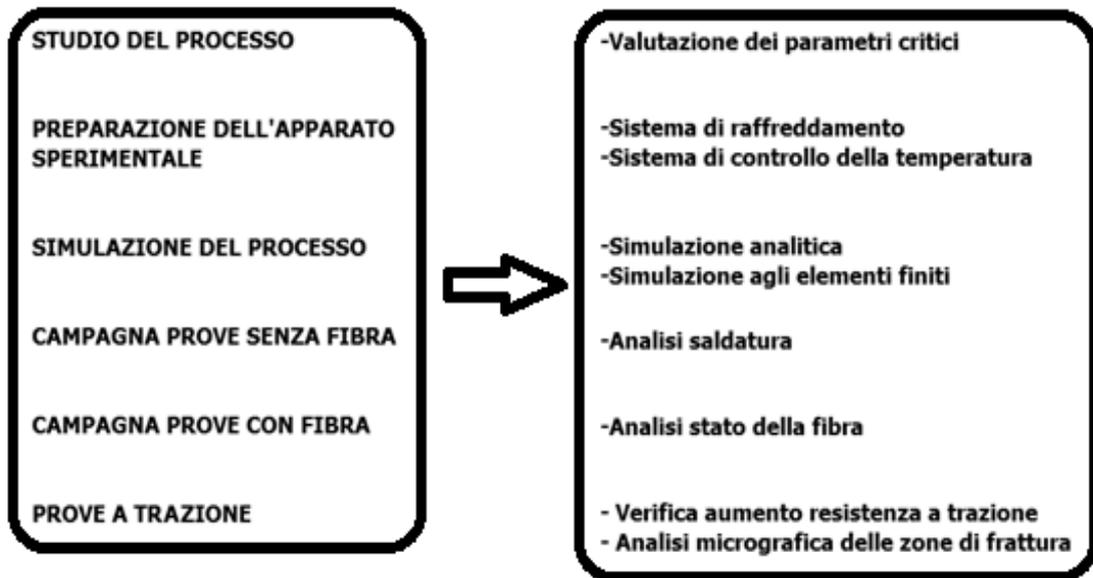 STUDIO DEL PROCESSO
PREPARAZIONE DELL'APPARATO
SPERIMENTALE
SIMULAZIONE DEL PROCESSO
CAMPAGNA PROVE SENZA FIBRA
CAMPAGNA PROVE CON FIBRA
PROVE A TRAZIONE
-Valutazione dei parametri critici
-Sistema di raffreddamento
-Sistema di controllo della temperatura
-Simulazione analitica
-Simulazione agli elementi finiti
-Analisi saldatura
-Analisi stato della fibra
- Verifica aumento resistenza a trazione
- Analisi micrografica delle zone di frattura